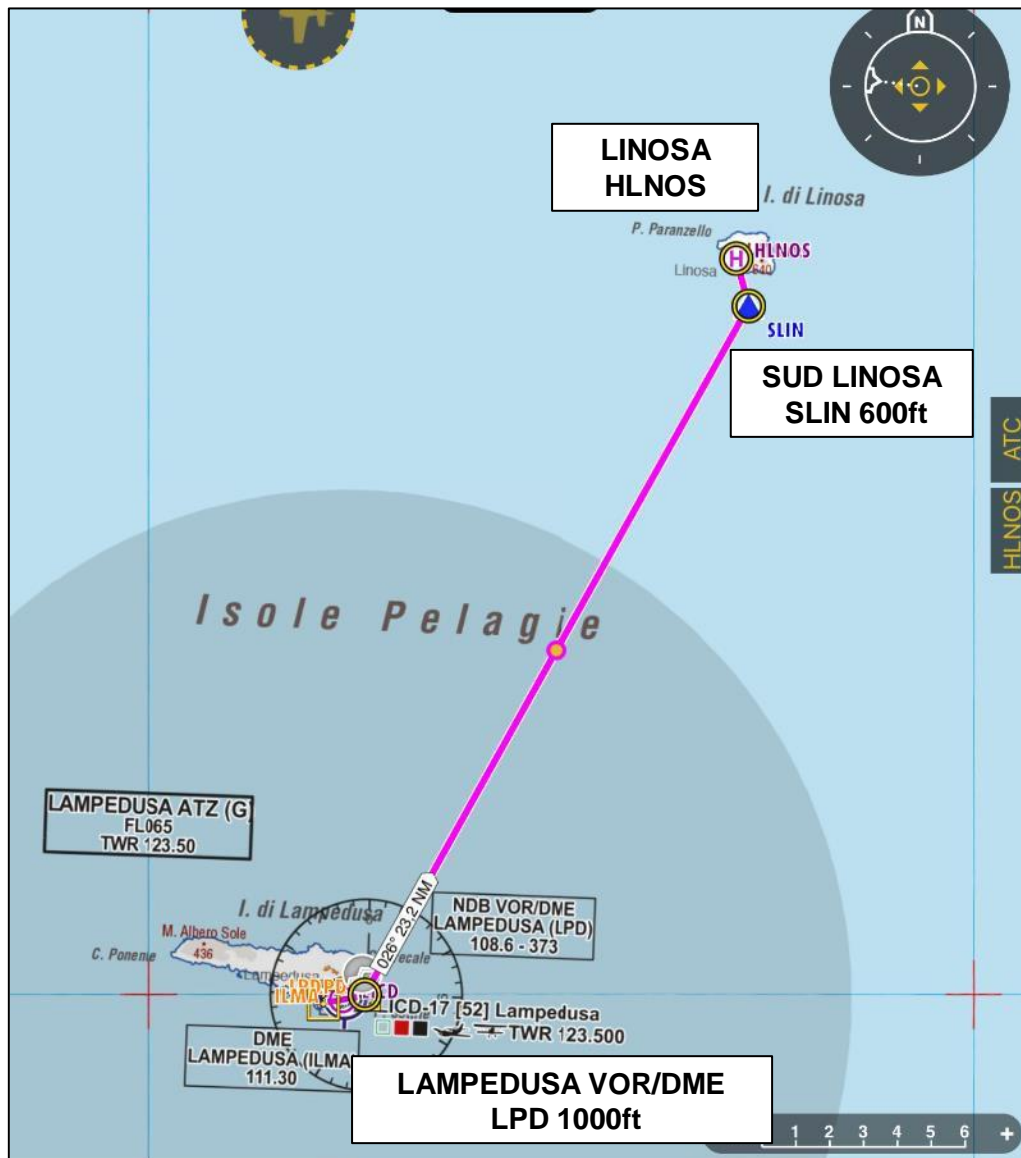 N
LINOSA
HLNOS
I. di Linosa
P. Paranzello
HLNOS
H
Linosa
640
SLIN
SUD LINOSA
SLIN 600ft
ATC
HLNOS
Isole Pelagie
LAMPEDUSA ATZ (G)
FL065
TWR 123.50
026° 23.2 NM
NDB VOR/DME
LAMPEDUSA (LPD)
108.6 - 373
I. di Lampedusa
M. Albero Sole
436
C. Ponente
Lampedusa
ILMA
LICD-17 [52] Lampedusa
TWR 123.500
DME
LAMPEDUSA (ILMA)
111.30
LAMPEDUSA VOR/DME
LPD 1000ft
1 2 3 4 5 6 +